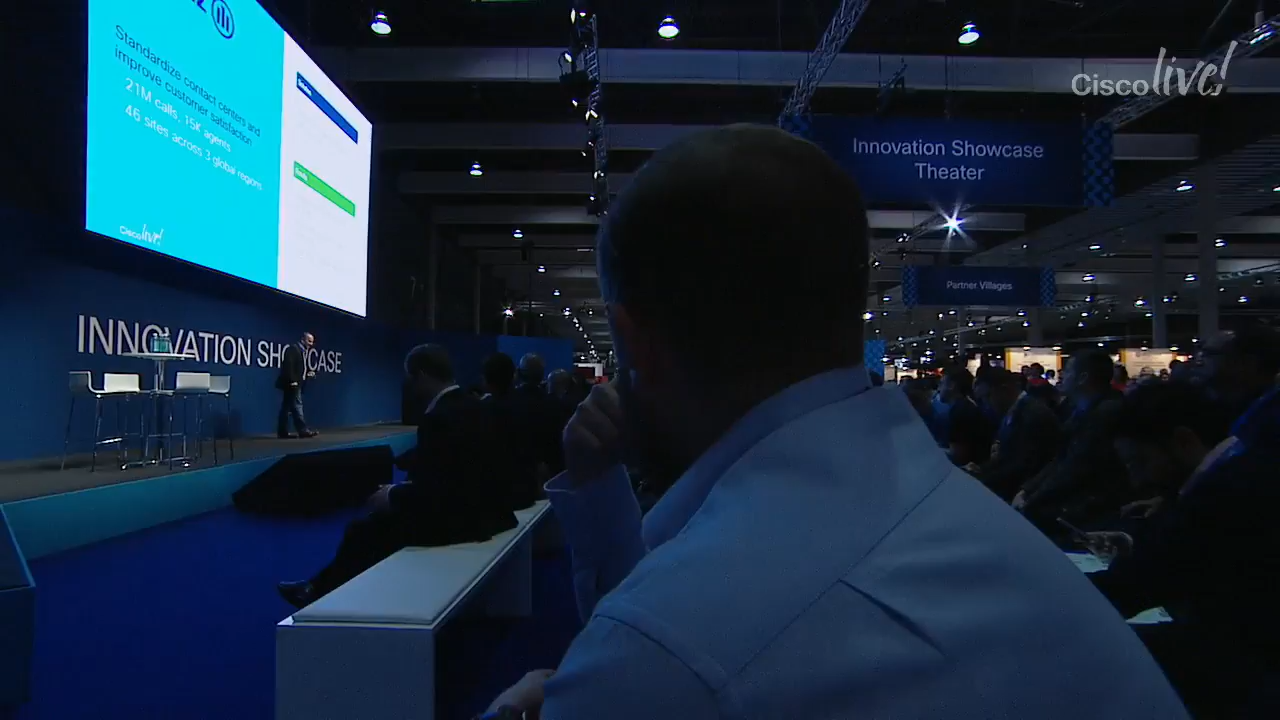 Standardize contact centers and
improve customer satisfaction
21M calls, 15K agents
46 sites across 3 global regions
Cisco live!
Cisco live!
Innovation Showcase
Theater
Partner Villages
INNOVATION SHOWCASE